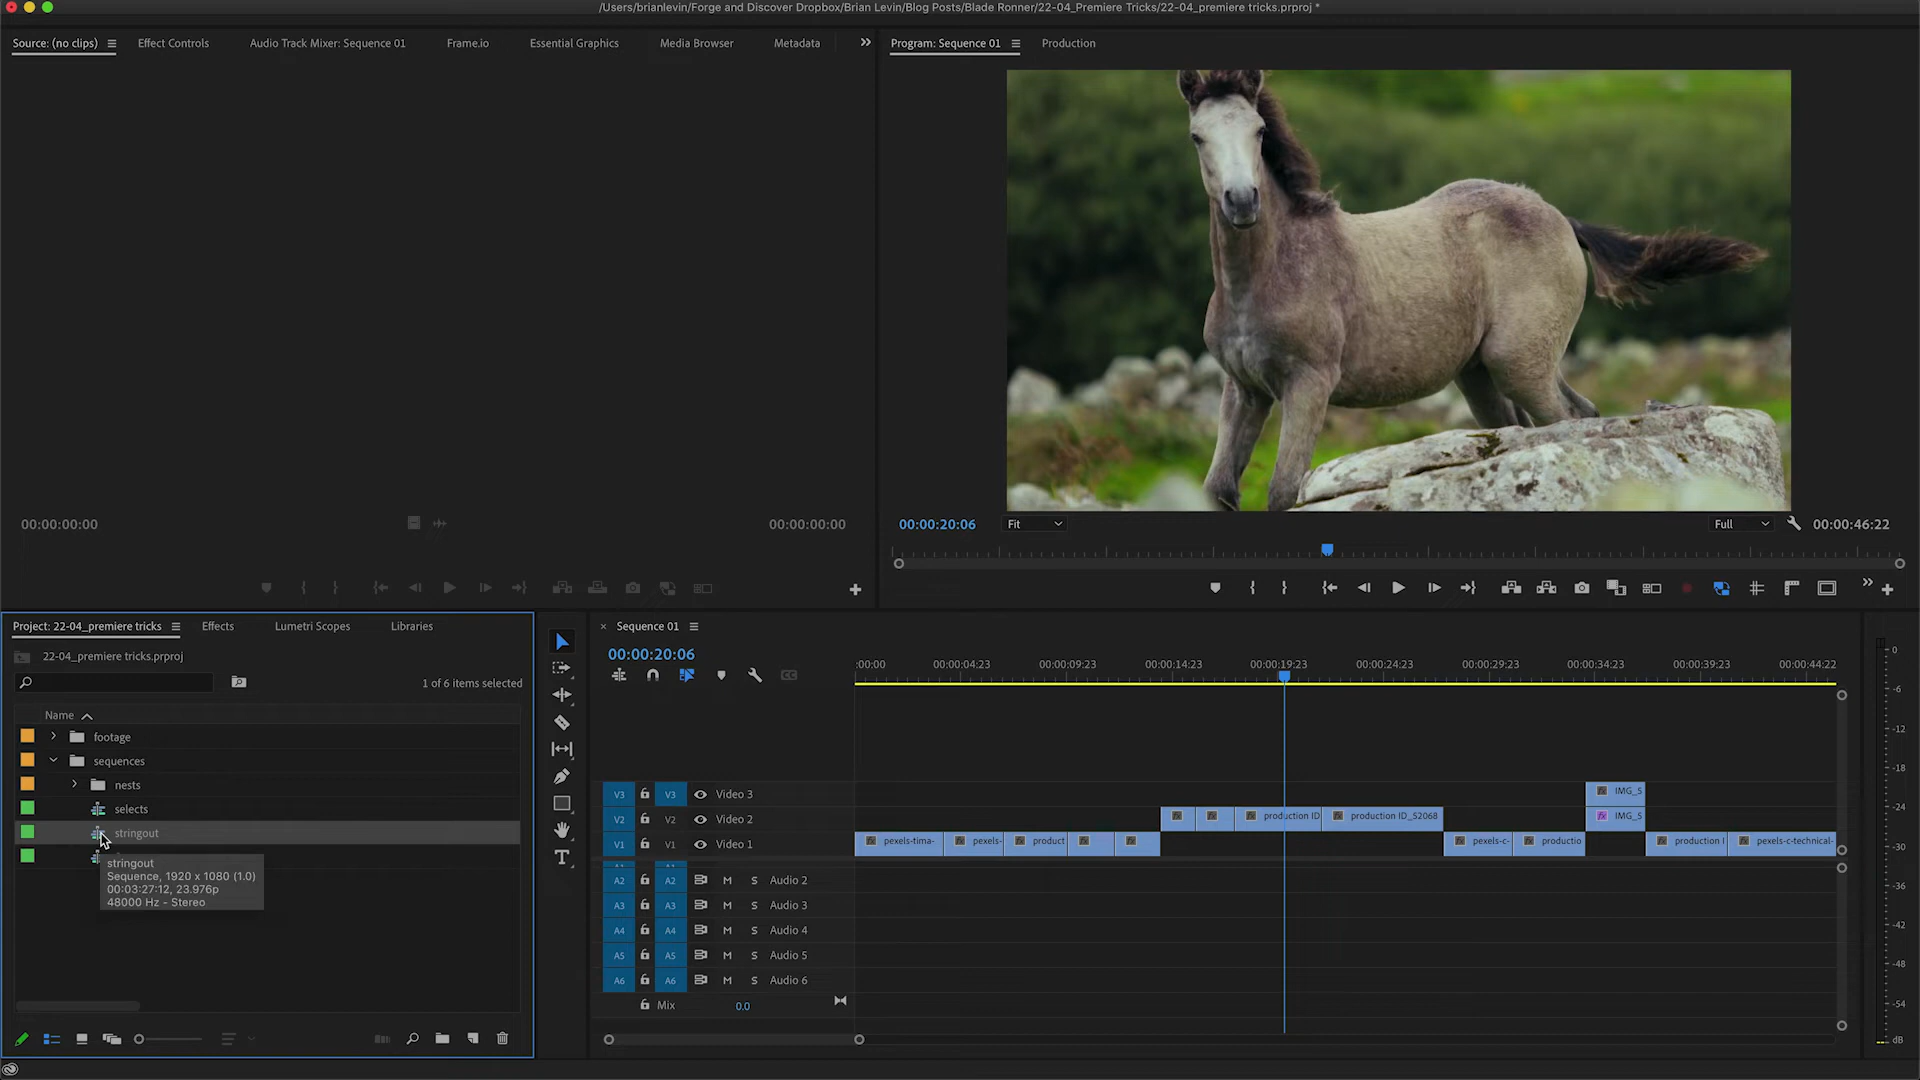 /Users/brianlevin/Forge and Discover Dropbox/Brian Levin/Blog Posts/Blade Ronner/22-04_Premiere Tricks/22-04_premiere tricks.prproj *
Source: (no clips)
Effect Controls
Audio Track Mixer: Sequence 01
Frame.io
Essential Graphics
Media Browser
Metadata
Program: Sequence 01
Production
00:00:00:00
00:00:00:00
00:00:20:06
Fit
Full
00:00:46:22
Project: 22-04_premiere tricks
Effects
Lumetri Scopes
Libraries
22-04_premiere tricks.prproj
1 of 6 items selected
Name
footage
sequences
nests
selects
stringout
stringout
Sequence, 1920 x 1080 (1.0)
00:03:27:12, 23.976p
48000 Hz - Stereo
Sequence 01
00:00:20:06
:00:00
00:00:04:23
00:00:09:23
00:00:14:23
00:00:19:23
00:00:24:23
00:00:29:23
00:00:34:23
00:00:39:23
00:00:44:22
V3 V3 Video 3
IMG_5
V2 V2 Video 2
production ID
production ID_52068
IMG_5
V1 V1 Video 1
pexels-tima-
pexels-
product
pexels-c-
productio
production I
pexels-c-technical-
A1 A1
A2 A2 M S Audio 2
A3 A3 M S Audio 3
A4 A4 M S Audio 4
A5 A5 M S Audio 5
A6 A6 M S Audio 6
Mix 0.0
0
-6
-12
-18
-24
-30
-36
-42
-48
-54
dB